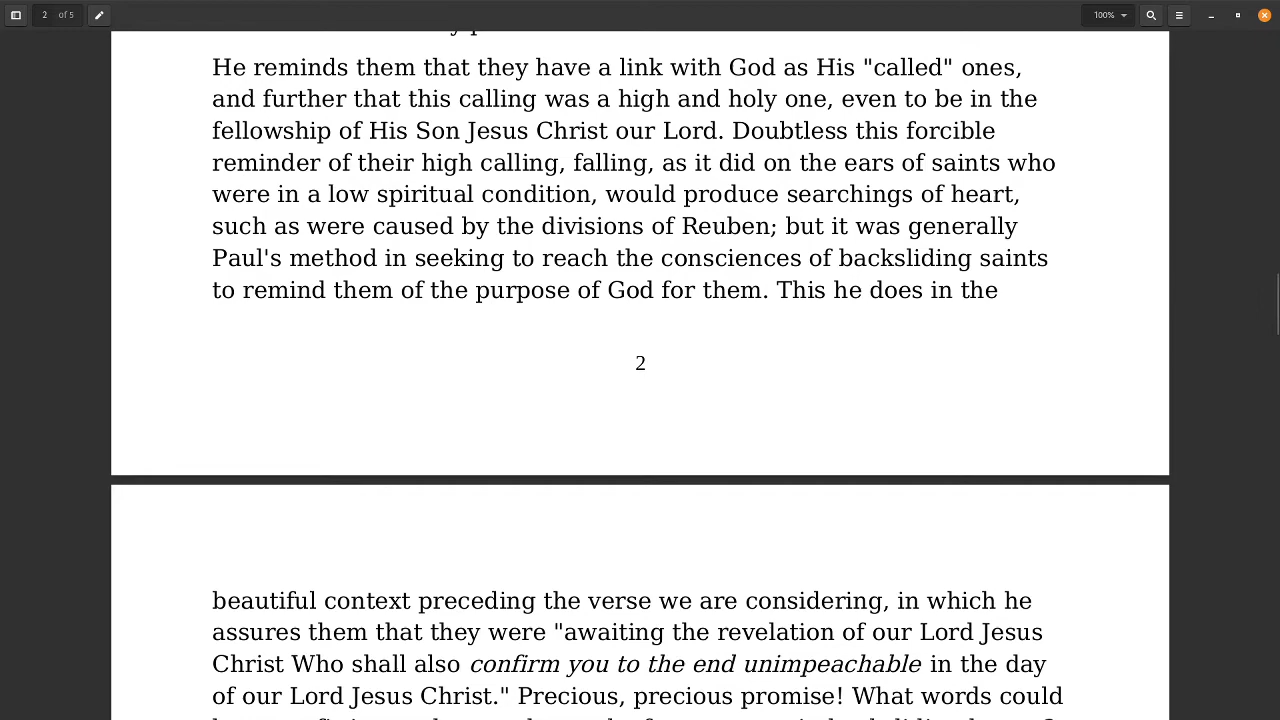 2 of 5
100%
He reminds them that they have a link with God as His "called" ones,
and further that this calling was a high and holy one, even to be in the
fellowship of His Son Jesus Christ our Lord. Doubtless this forcible
reminder of their high calling, falling, as it did on the ears of saints who
were in a low spiritual condition, would produce searchings of heart,
such as were caused by the divisions of Reuben; but it was generally
Paul's method in seeking to reach the consciences of backsliding saints
to remind them of the purpose of God for them. This he does in the
2
beautiful context preceding the verse we are considering, in which he
assures them that they were "awaiting the revelation of our Lord Jesus
Christ Who shall also confirm you to the end unimpeachable in the day
of our Lord Jesus Christ." Precious, precious promise! What words could